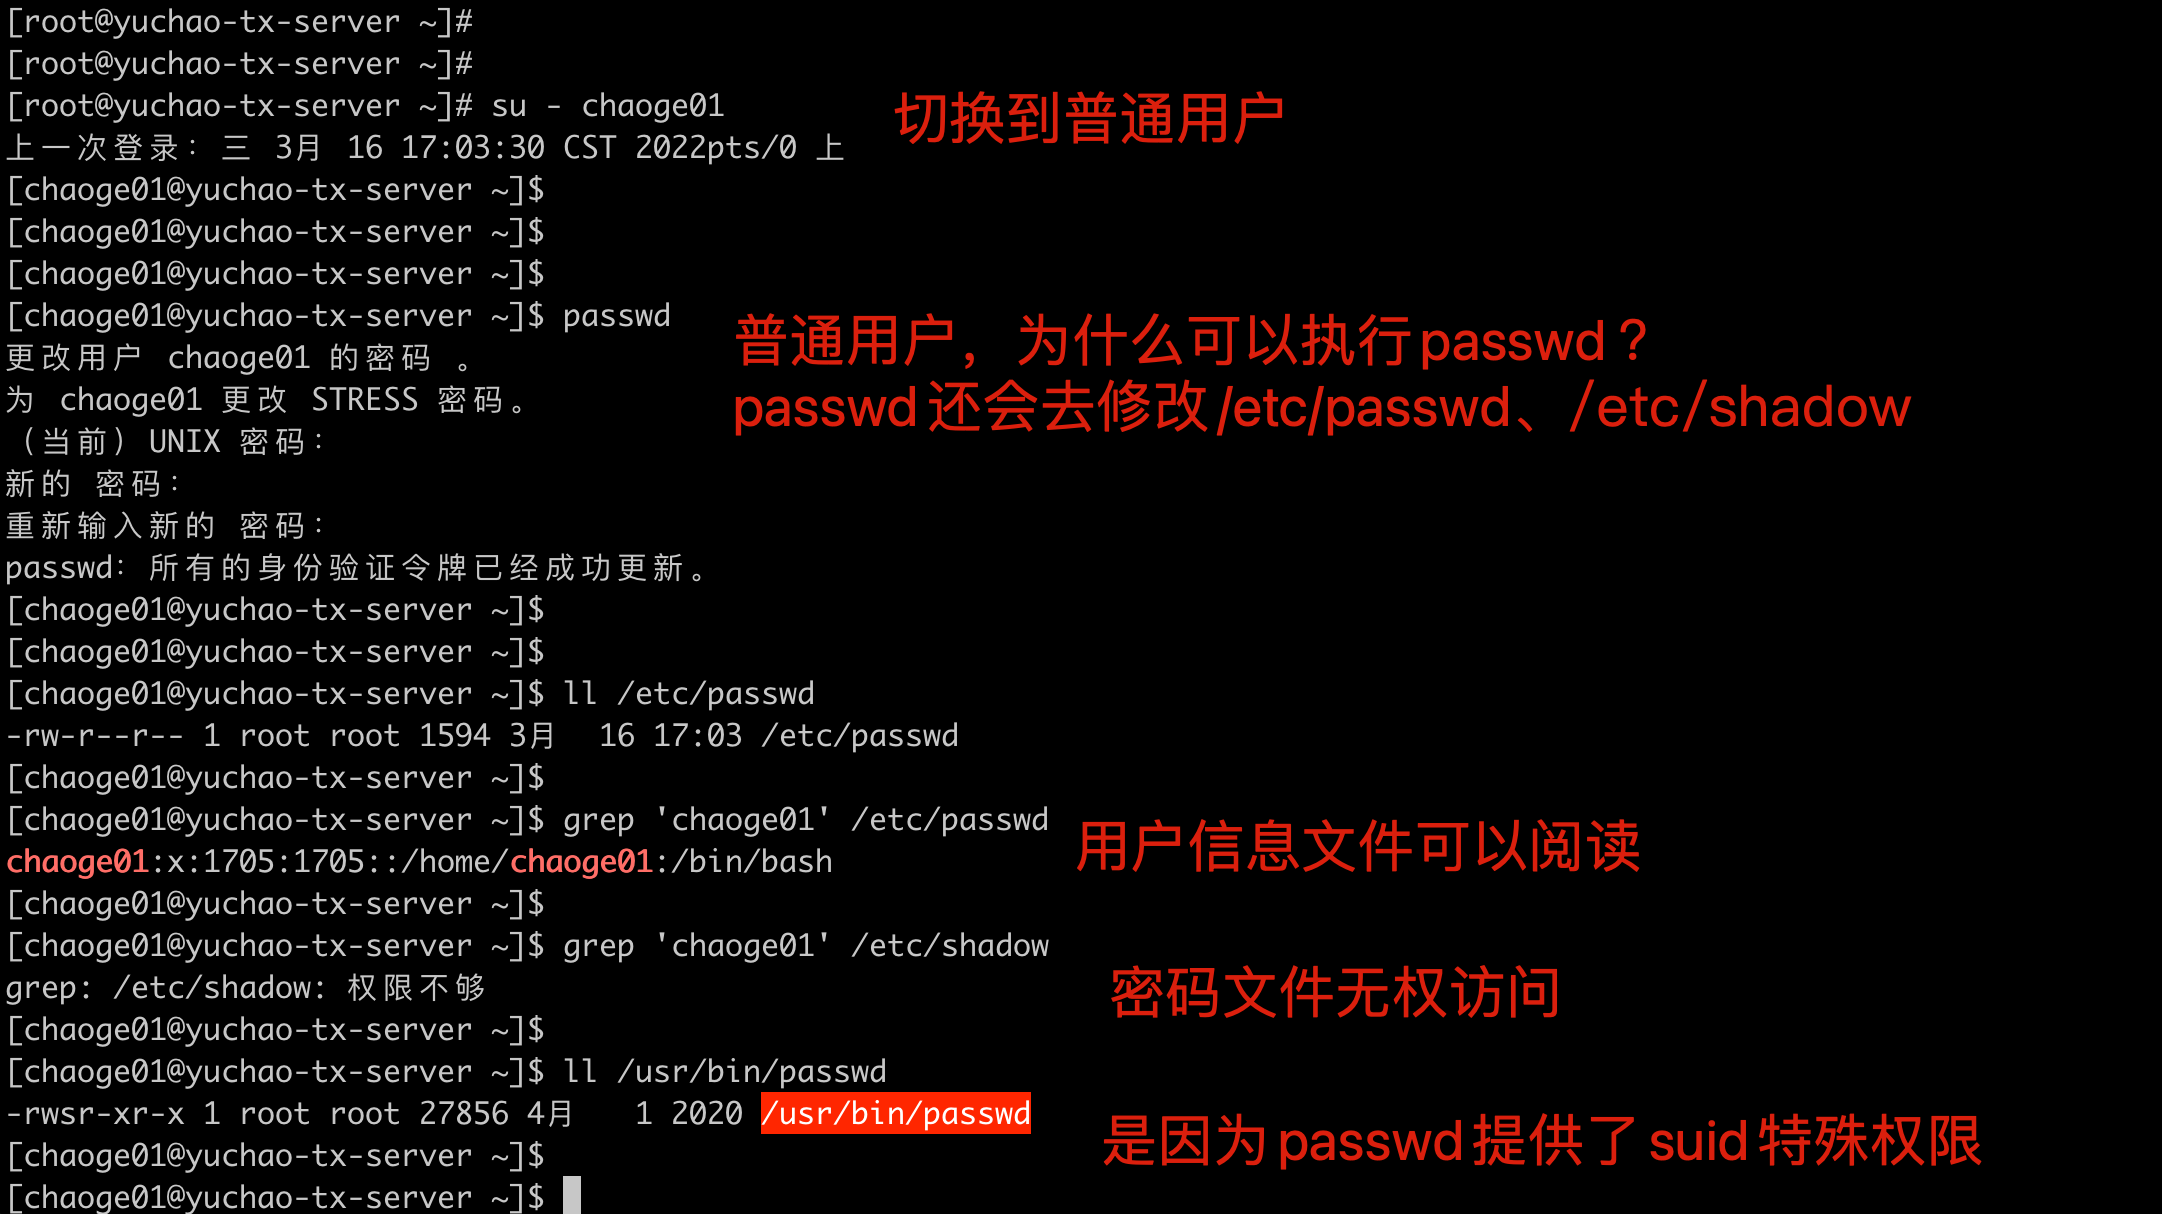 [root@yuchao-tx-server ~]#
[root@yuchao-tx-server ~]#
[root@yuchao-tx-server ~]# su - chaoge01
切换到普通用户
上一次登录：三 3月 16 17:03:30 CST 2022pts/0 上
[chaoge01@yuchao-tx-server ~]$
[chaoge01@yuchao-tx-server ~]$
[chaoge01@yuchao-tx-server ~]$
[chaoge01@yuchao-tx-server ~]$ passwd
普通用户，为什么可以执行passwd？
更改用户 chaoge01 的密码 。
为 chaoge01 更改 STRESS 密码。
passwd还会去修改/etc/passwd、/etc/shadow
（当前）UNIX 密码：
新的 密码：
重新输入新的 密码：
passwd：所有的身份验证令牌已经成功更新。
[chaoge01@yuchao-tx-server ~]$
[chaoge01@yuchao-tx-server ~]$
[chaoge01@yuchao-tx-server ~]$ ll /etc/passwd
-rw-r--r-- 1 root root 1594 3月  16 17:03 /etc/passwd
[chaoge01@yuchao-tx-server ~]$
[chaoge01@yuchao-tx-server ~]$ grep 'chaoge01' /etc/passwd
用户信息文件可以阅读
chaoge01:x:1705:1705::/home/chaoge01:/bin/bash
[chaoge01@yuchao-tx-server ~]$
[chaoge01@yuchao-tx-server ~]$ grep 'chaoge01' /etc/shadow
grep: /etc/shadow: 权限不够
密码文件无权访问
[chaoge01@yuchao-tx-server ~]$
[chaoge01@yuchao-tx-server ~]$ ll /usr/bin/passwd
-rwsr-xr-x 1 root root 27856 4月   1 2020 /usr/bin/passwd
是因为passwd提供了suid特殊权限
[chaoge01@yuchao-tx-server ~]$
[chaoge01@yuchao-tx-server ~]$